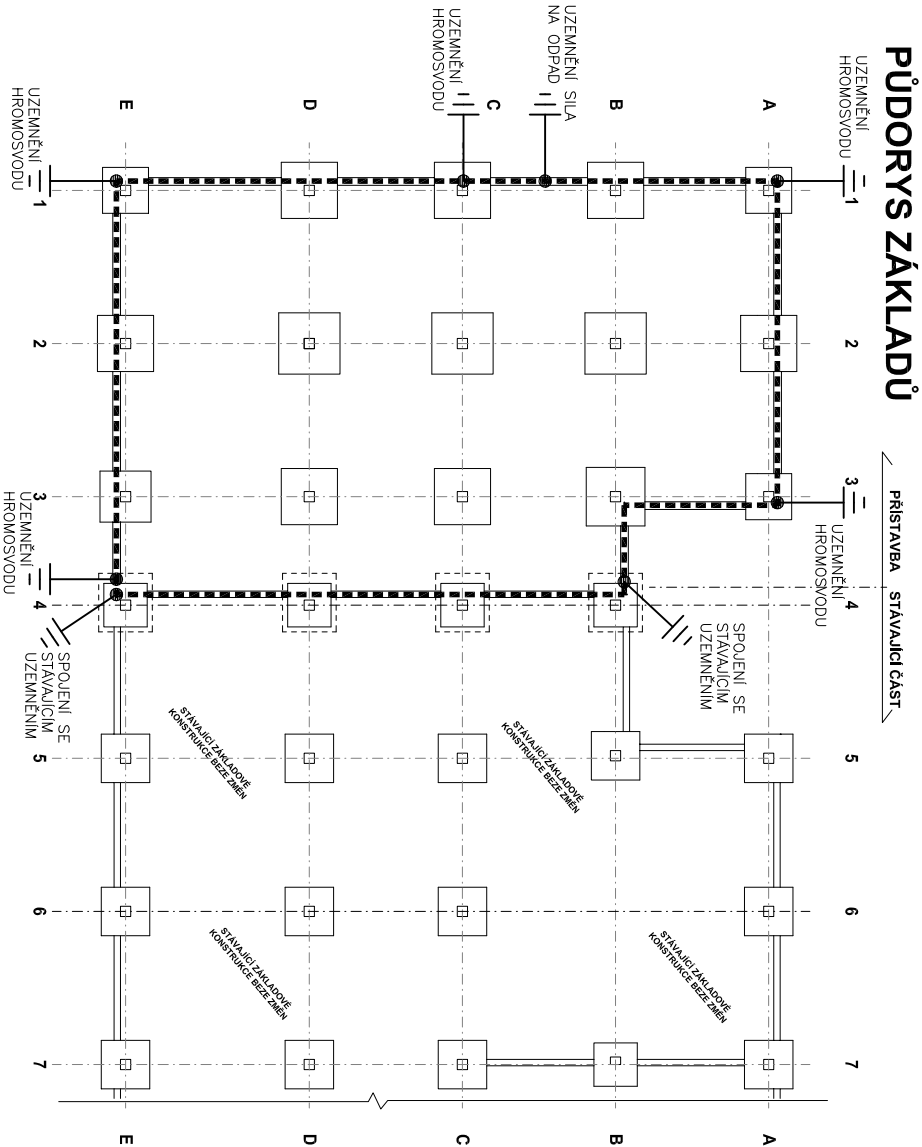 PŮDORYS ZÁKLADŮ
PŘÍSTAVBA
STÁVAJÍCÍ ČÁST
UZEMNĚNÍ
HROMOSVODU
1
2
3
4
5
6
7
UZEMNĚNÍ
HROMOSVODU
A
A
B
B
C
C
D
D
E
E
SPOJENÍ SE
STÁVAJÍCÍM
UZEMNĚNÍM
UZEMNĚNÍ SILA
NA ODPAD
UZEMNĚNÍ
HROMOSVODU
STÁVAJÍCÍ ZÁKLADOVÉ
KONSTRUKCE BEZE ZMĚN
STÁVAJÍCÍ ZÁKLADOVÉ
KONSTRUKCE BEZE ZMĚN
STÁVAJÍCÍ ZÁKLADOVÉ
KONSTRUKCE BEZE ZMĚN
STÁVAJÍCÍ ZÁKLADOVÉ
KONSTRUKCE BEZE ZMĚN
1
2
3
4
5
6
7
UZEMNĚNÍ
HROMOSVODU
UZEMNĚNÍ
HROMOSVODU
SPOJENÍ SE
STÁVAJÍCÍM
UZEMNĚNÍM